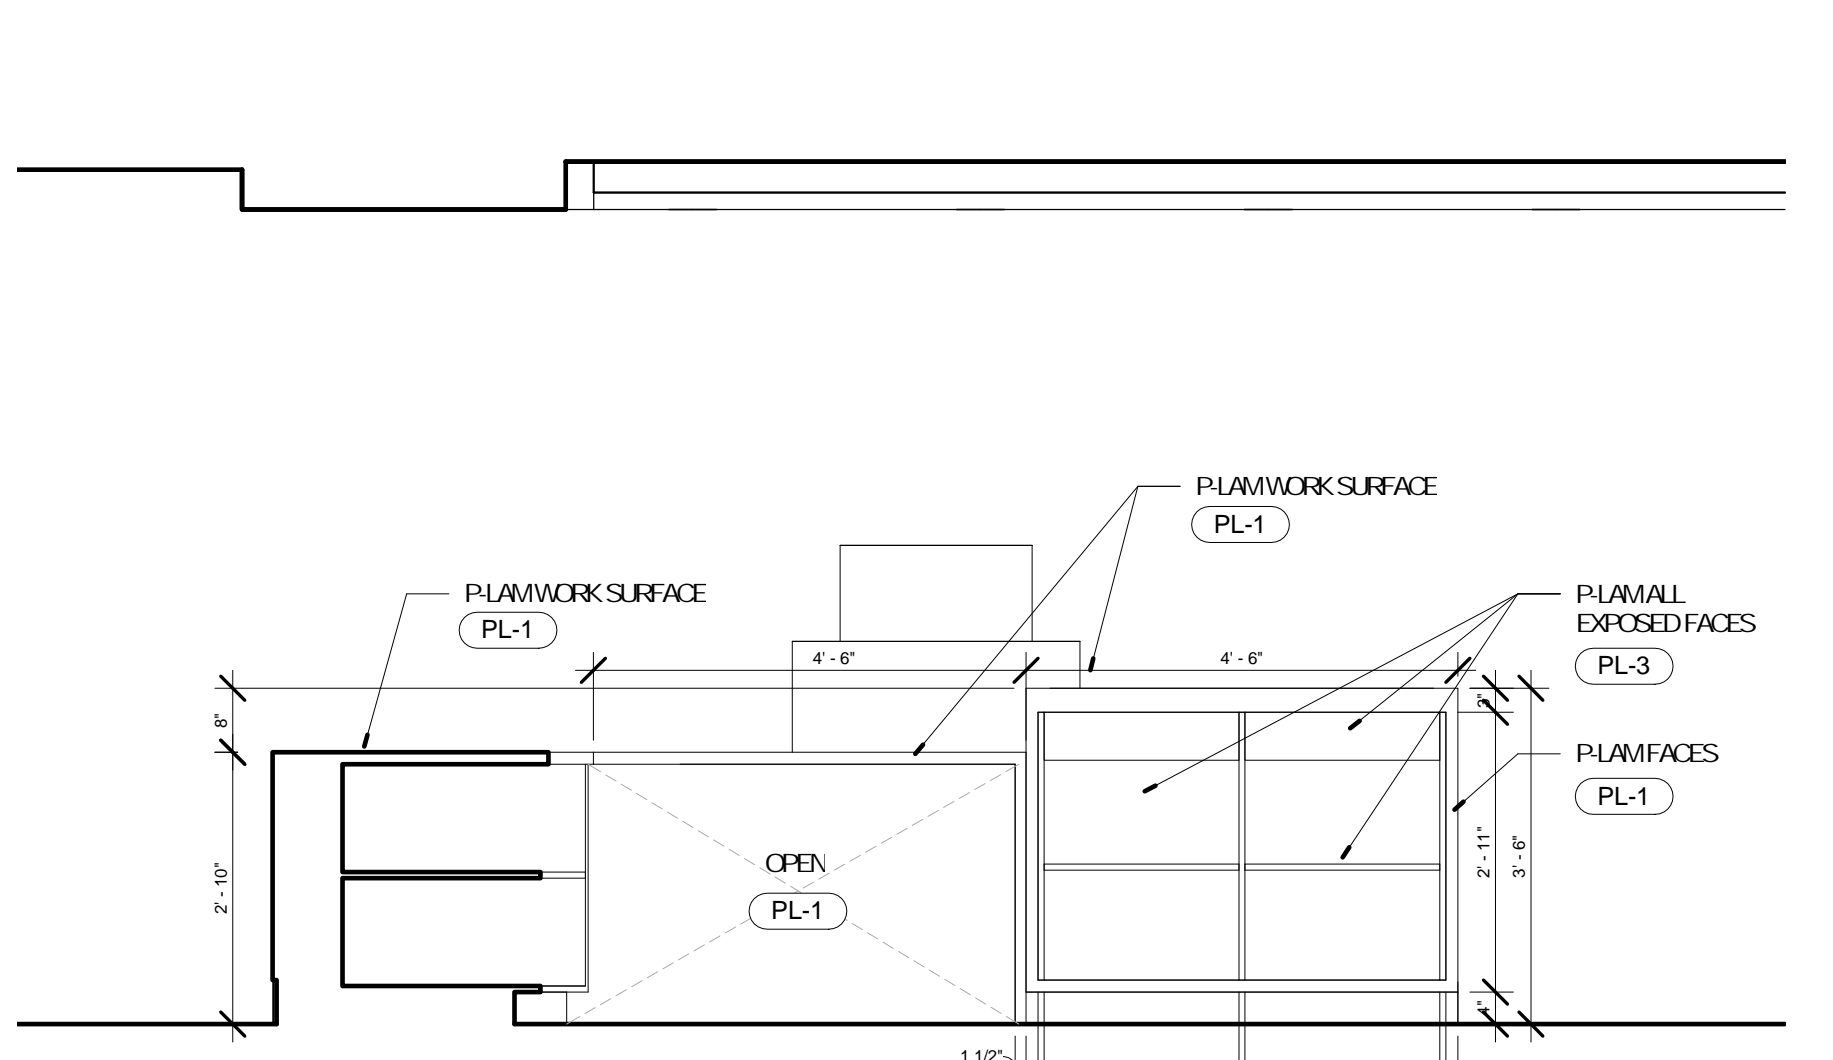 P-LAM WORK SURFACE
PL-1
P-LAM WORK SURFACE
PL-1
P-LAM ALL
EXPOSED FACES
PL-3
4' - 6"
4' - 6"
8"
3"
P-LAM FACES
PL-1
2' - 10"
OPEN
PL-1
2' - 11"
3' - 6"
4"
1 1/2"